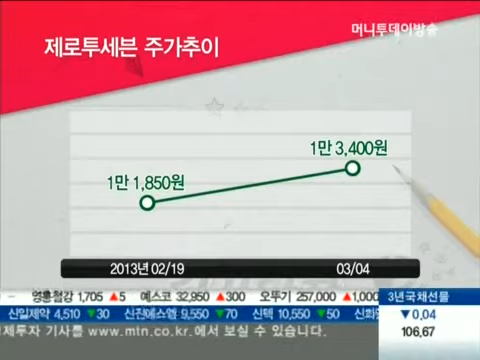 제로투세븐 주가추이
머니투데이방송
1만 1,850원
1만 3,400원
2013년 02/19
03/04
영흥철강 1,705 ▲5 예스코 32,950 ▲300 오뚜기 257,000 ▲1,000
신일제약 4,510 ▼30 신진에스엠 9,550 ▼70 신텍 10,550 ▼50
투자 기사를 www.mtn.co.kr에서 보실 수 있습니다.
3년국채선물
▼0,04
106,67